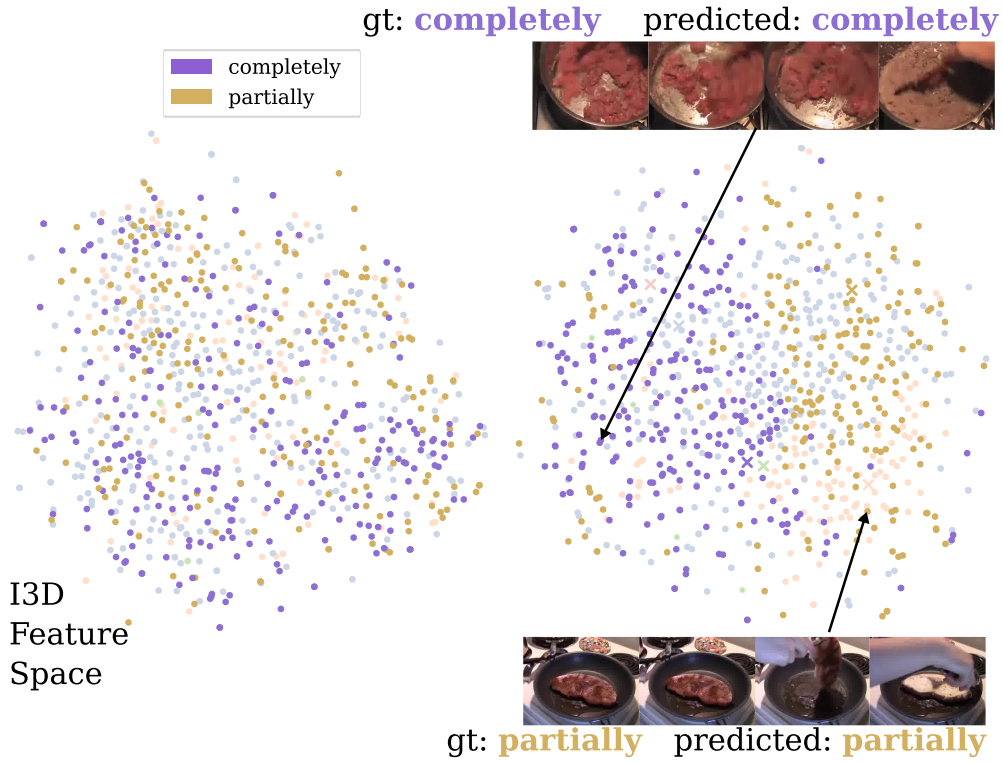 gt: completely predicted: completely
completely
partially
I3D
Feature
Space
gt: partially predicted: partially